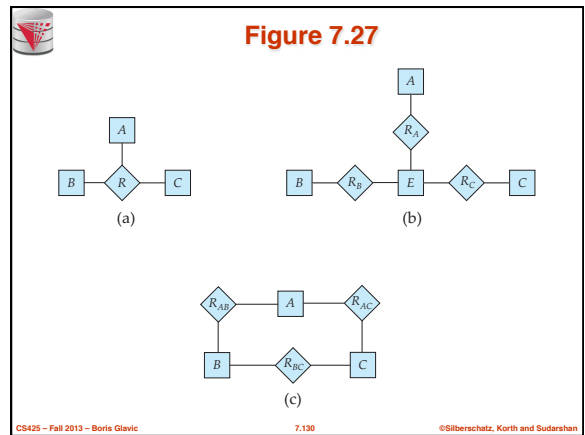 Figure 7.27
A
B
R
C
(a)
A
R_A
B
R_B
E
R_C
C
(b)
R_AB
A
R_AC
B
R_BC
C
(c)
CS425 – Fall 2013 – Boris Glavic
7.130
©Silberschatz, Korth and Sudarshan